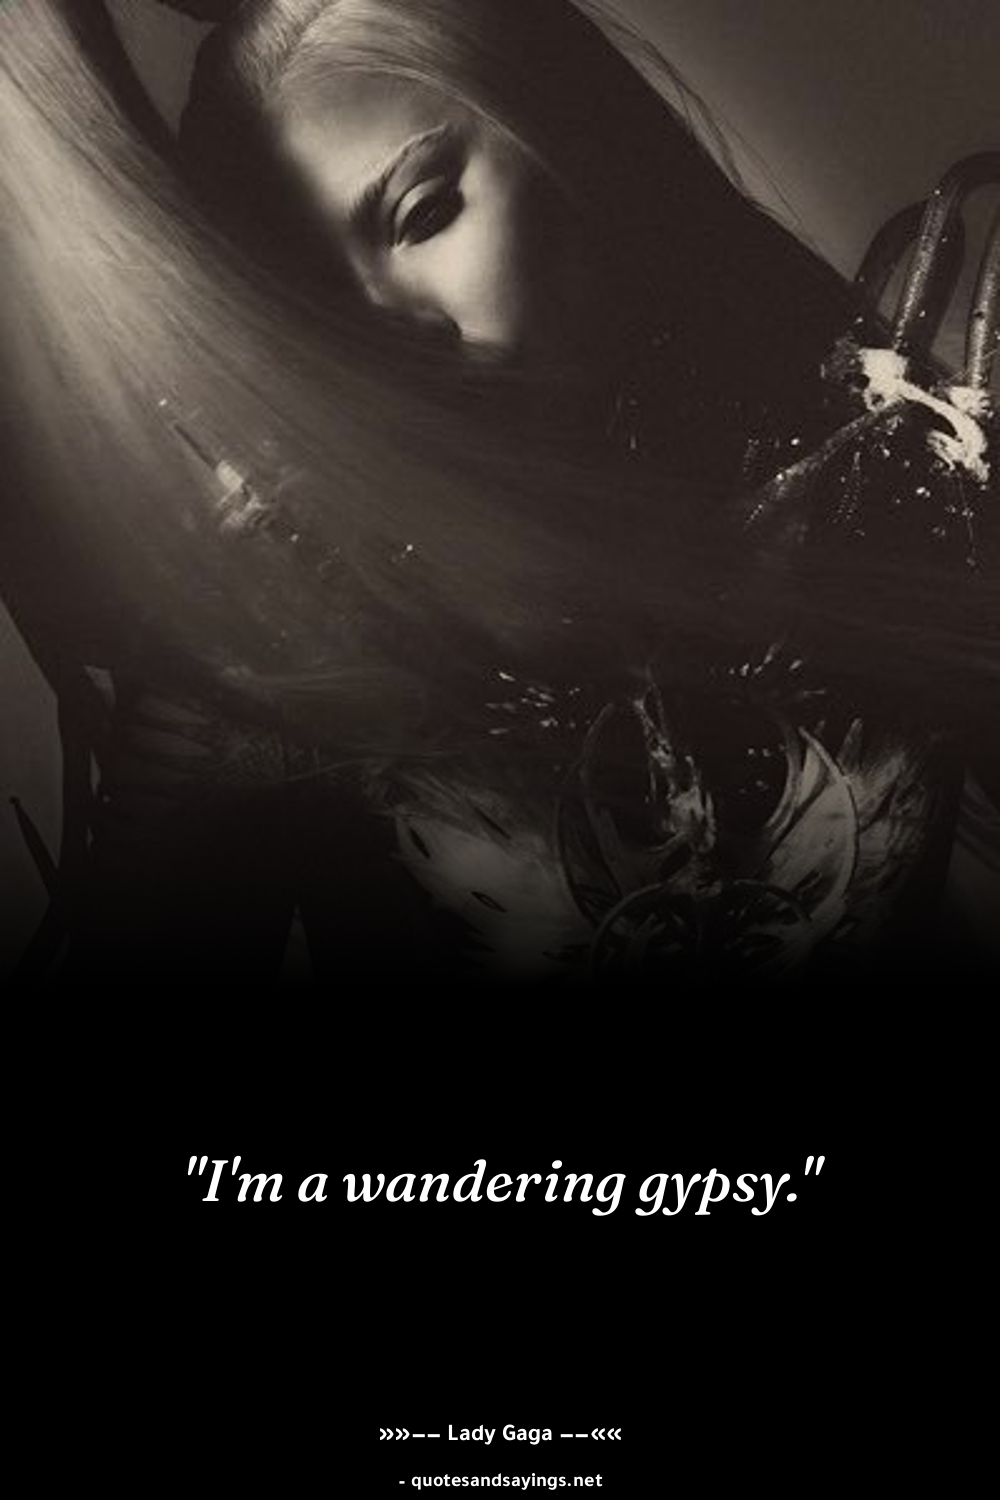 "I'm a wandering gypsy."
»»–– Lady Gaga ––««
- quotesandsayings.net